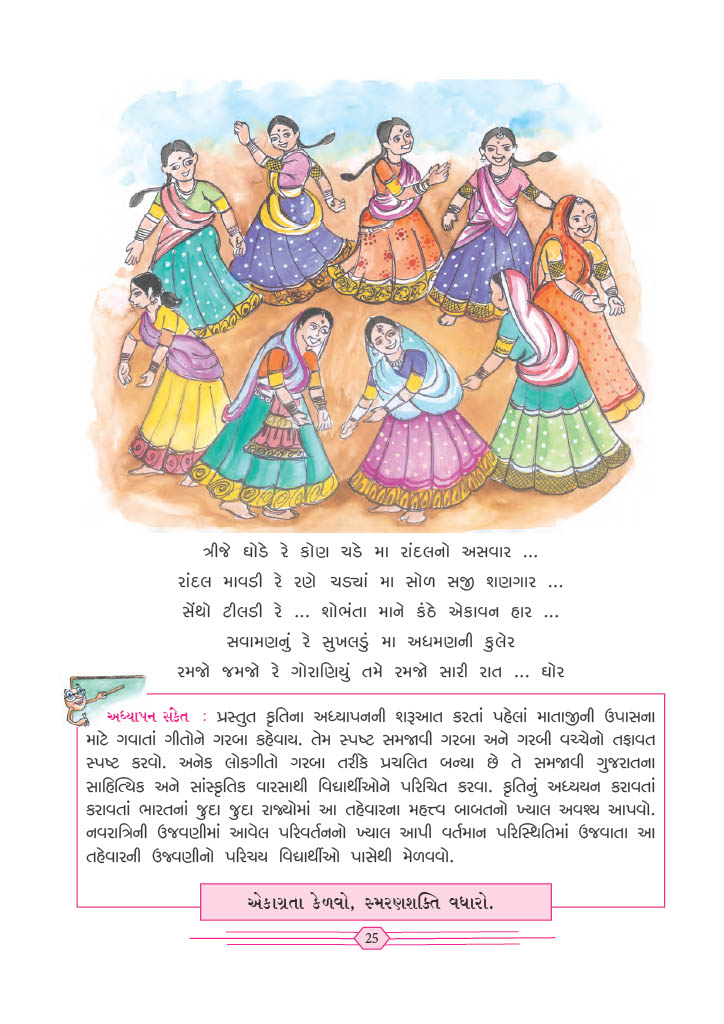 ત્રીજે ઘોડે રે કોણ ચડે મા રાંદલનો અસવાર ...
રાંદલ માવડી રે રણે ચડ્યાં મા સોળ સજી શણગાર ...
સેંથો ટીલડી રે ... શોભંતા માને કંઠે એકાવન હાર ...
સવામણનું રે સુખલડું મા અધમણની કુલેર
રમજો જમજો રે ગોરાણિયું તમે રમજો સારી રાત ... ઘોર
અધ્યાપન સંકેત : પ્રસ્તુત કૃતિના અધ્યાપનની શરૂઆત કરતાં પહેલાં માતાજીની ઉપાસના
માટે ગવાતાં ગીતોને ગરબા કહેવાય. તેમ સ્પષ્ટ સમજાવી ગરબા અને ગરબી વચ્ચેનો તફાવત
સ્પષ્ટ કરવો. અનેક લોકગીતો ગરબા તરીકે પ્રચલિત બન્યા છે તે સમજાવી ગુજરાતના
સાહિત્યિક અને સાંસ્કૃતિક વારસાથી વિદ્યાર્થીઓને પરિચિત કરવા. કૃતિનું અધ્યયન કરાવતાં
કરાવતાં ભારતનાં જુદા જુદા રાજ્યોમાં આ તહેવારના મહત્ત્વ બાબતનો ખ્યાલ અવશ્ય આપવો.
નવરાત્રિની ઉજવણીમાં આવેલ પરિવર્તનનો ખ્યાલ આપી વર્તમાન પરિસ્થિતિમાં ઉજવાતા આ
તહેવારની ઉજ્વણીનો પરિચય વિદ્યાર્થીઓ પાસેથી મેળવવો.
એકાગ્રતા કેળવો, સ્મરણશક્તિ વધારો.
25